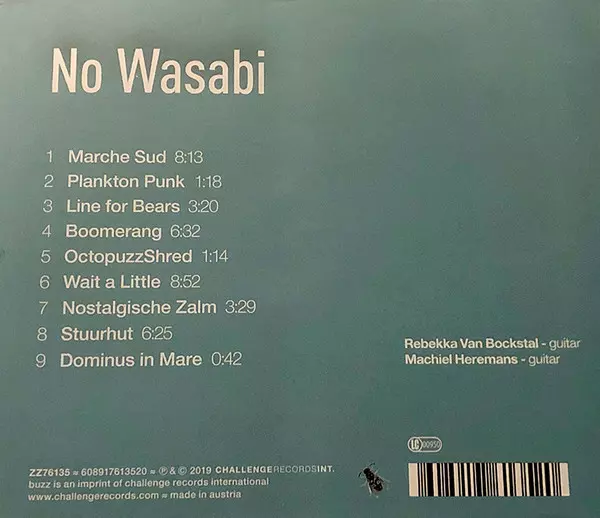 No Wasabi
1 Marche Sud 8:13
2 Plankton Punk 1:18
3 Line for Bears 3:20
4 Boomerang 6:32
5 OctopuzzShred 1:14
6 Wait a Little 8:52
7 Nostalgische Zalm 3:29
8 Stuurhut 6:25
9 Dominus in Mare 0:42
Rebekka Van Bockstal - guitar
Machiel Heremans - guitar
LC 00950
ZZ76135 ≈ 608917613520 ≈ ℗ & © 2019 CHALLENGERECORDSINT.
buzz is an imprint of challenge records international
www.challengerecords.com ≈ made in austria